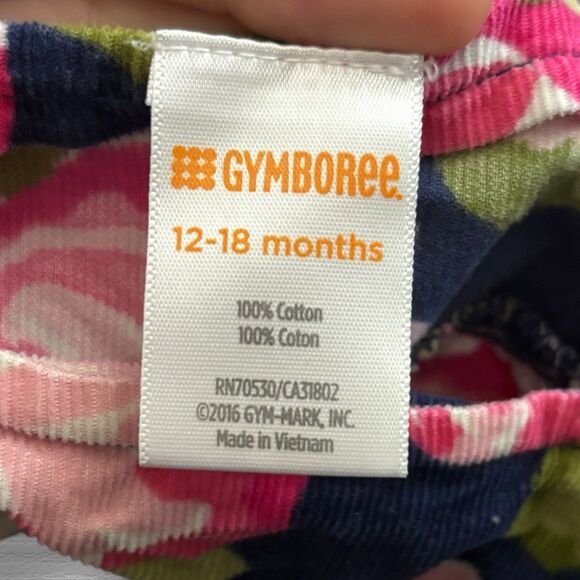 GYMBOREE.
12-18 months
100% Cotton
100% Coton
RN70530/CA31802
©2016 GYM-MARK, INC.
Made in Vietnam